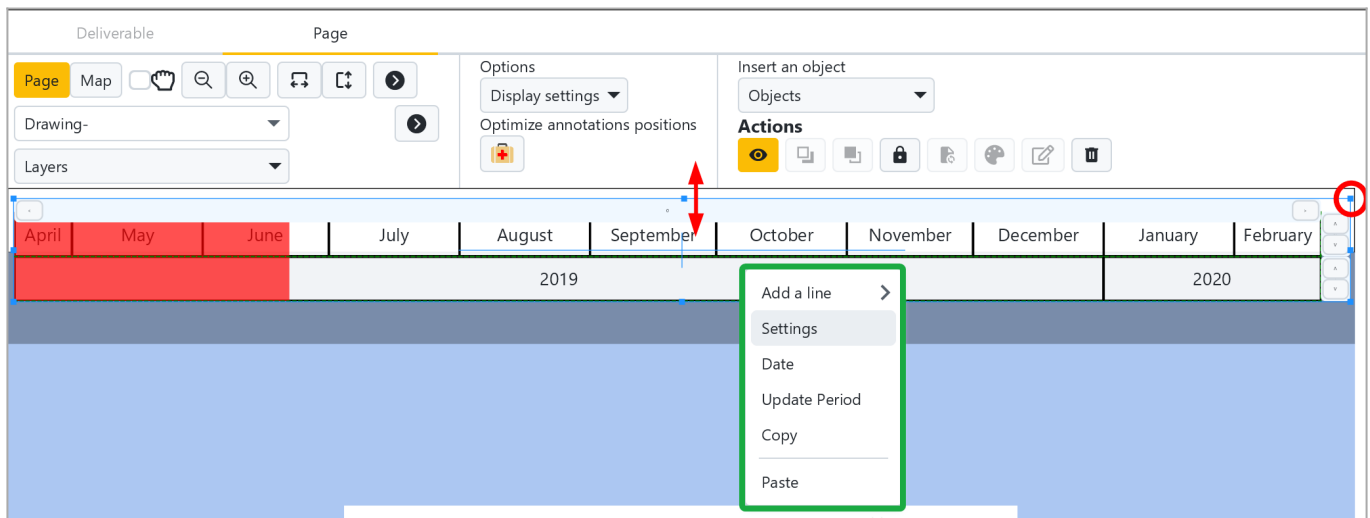 Deliverable Page
Page Map
Drawing-
Layers
Options
Display settings
Optimize annotations positions
Insert an object
Objects
Actions
April May June July August September October November December January February
2019 2020
Add a line
Settings
Date
Update Period
Copy
Paste